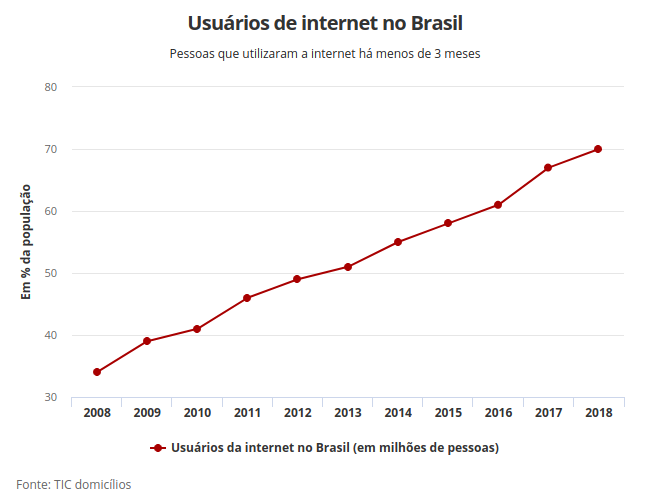 Usuários de internet no Brasil
Pessoas que utilizaram a internet há menos de 3 meses
Em % da população
80
70
60
50
40
30
2008 2009 2010 2011 2012 2013 2014 2015 2016 2017 2018
Usuários da internet no Brasil (em milhões de pessoas)
Fonte: TIC domicílios